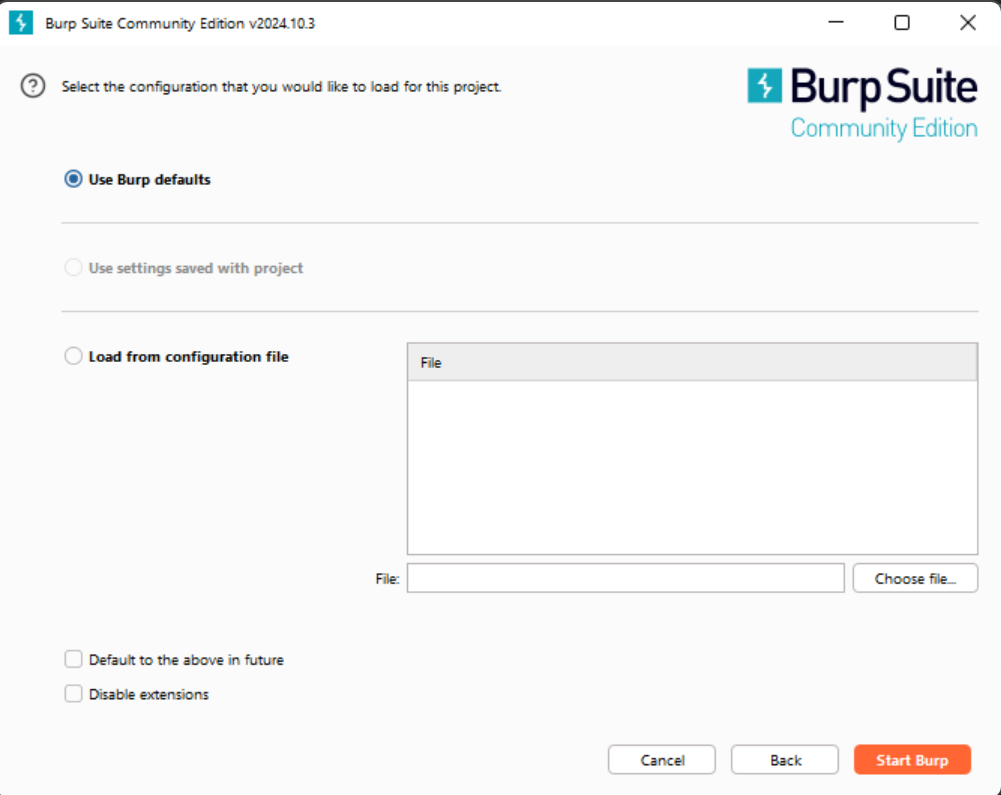 Burp Suite Community Edition v2024.10.3
Select the configuration that you would like to load for this project.
Burp Suite
Community Edition
Use Burp defaults
Use settings saved with project
Load from configuration file
File
File:
Choose file...
Default to the above in future
Disable extensions
Cancel
Back
Start Burp